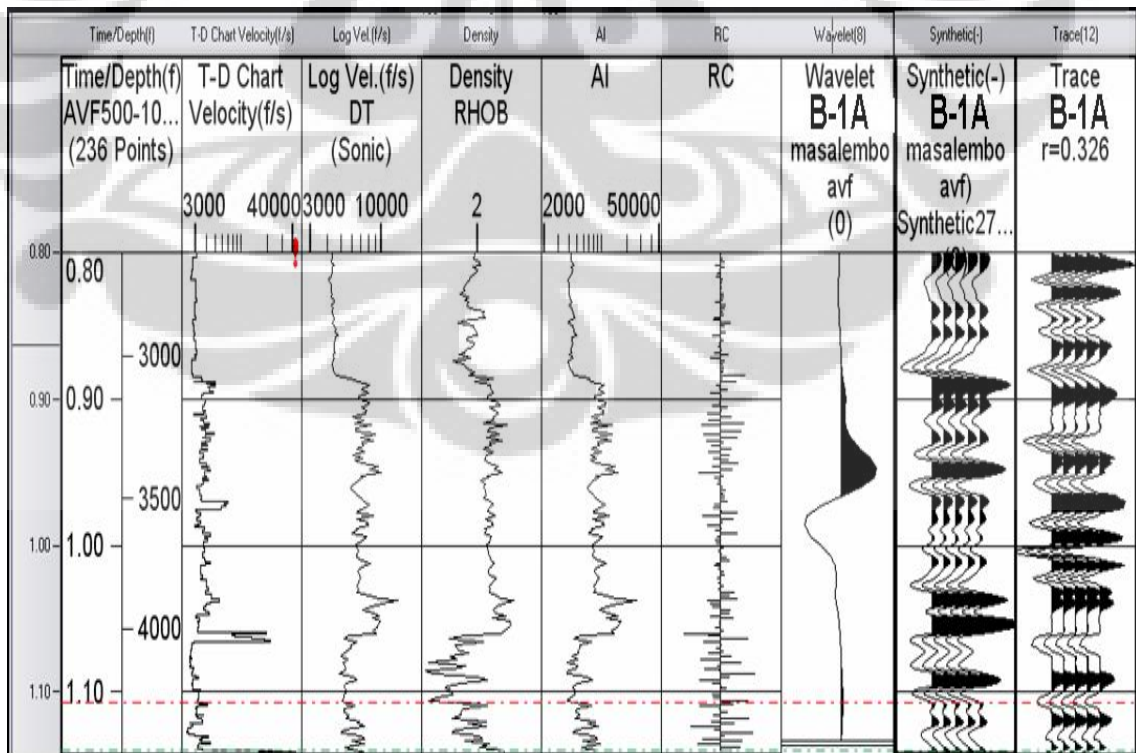 Time/Depth(f) T-D Chart Velocity(f/s) Log Vel.(f/s) Density AI RC Wavelet(8) Synthetic(-) Trace(12)
Time/Depth(f)
AVF500-10...
(236 Points)
T-D Chart
Velocity(f/s)
3000 40000
Log Vel.(f/s)
DT
(Sonic)
3000 10000
Density
RHOB
2
AI
2000 50000
RC
Wavelet
B-1A
masalembo
avf
(0)
Synthetic(-)
B-1A
masalembo
avf)
Synthetic27...
(0)
Trace
B-1A
r=0.326
0.80
0.80
3000
0.90
0.90
3500
1.00
1.00
4000
1.10
1.10